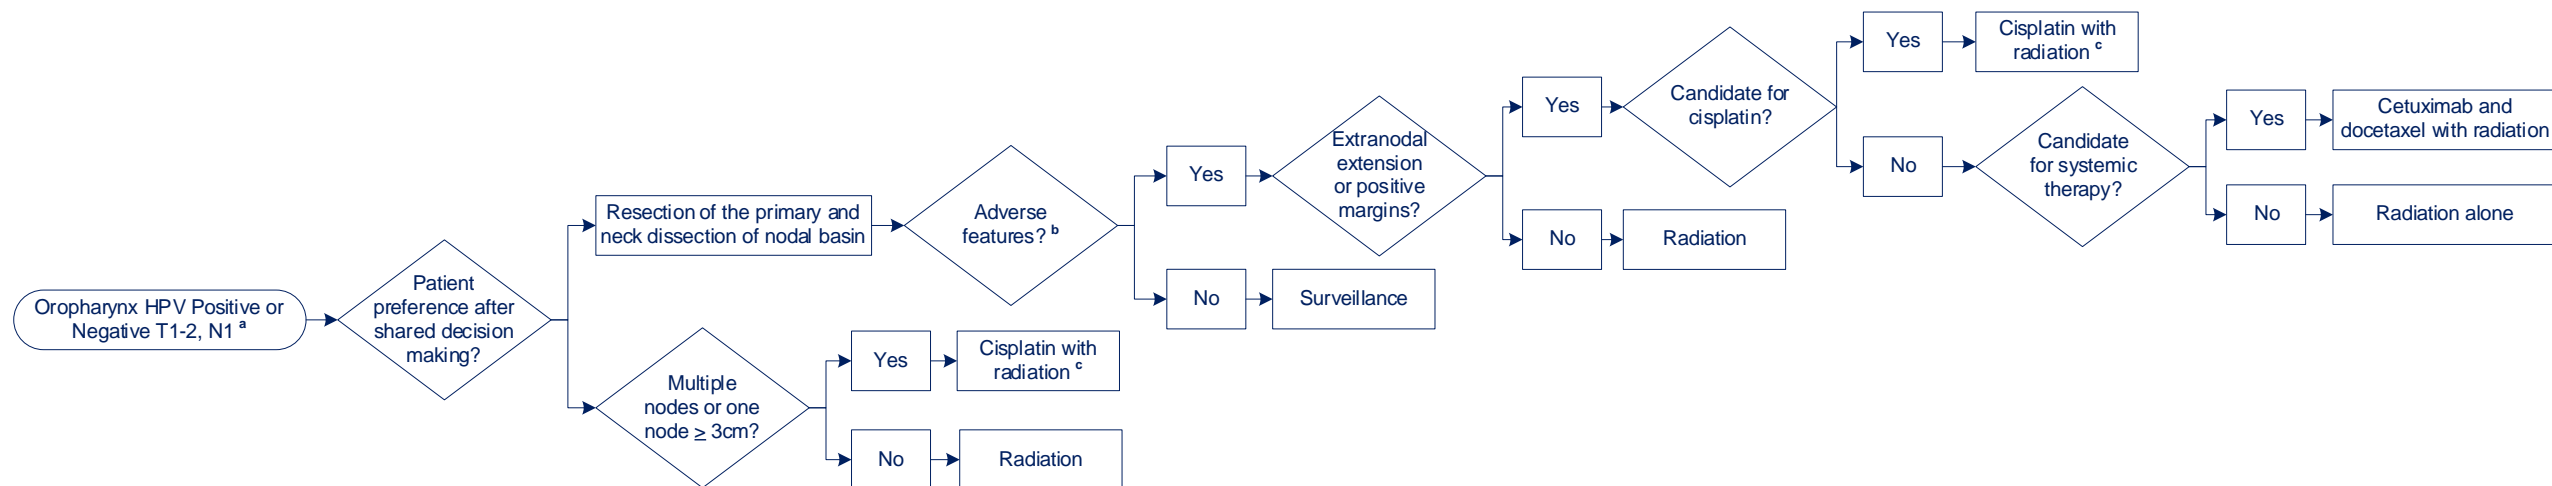 Oropharynx HPV Positive or
Negative T1-2, N1 a
Patient
preference after
shared decision
making?
Resection of the primary and
neck dissection of nodal basin
Adverse
features? b
Yes
Extranodal
extension
or positive
margins?
Yes
Candidate for
cisplatin?
Yes
Cisplatin with
radiation c
No
Candidate
for systemic
therapy?
Yes
Cetuximab and
docetaxel with radiation
No
Radiation alone
No
Radiation
No
Surveillance
Multiple
nodes or one
node ≥ 3cm?
Yes
Cisplatin with
radiation c
No
Radiation